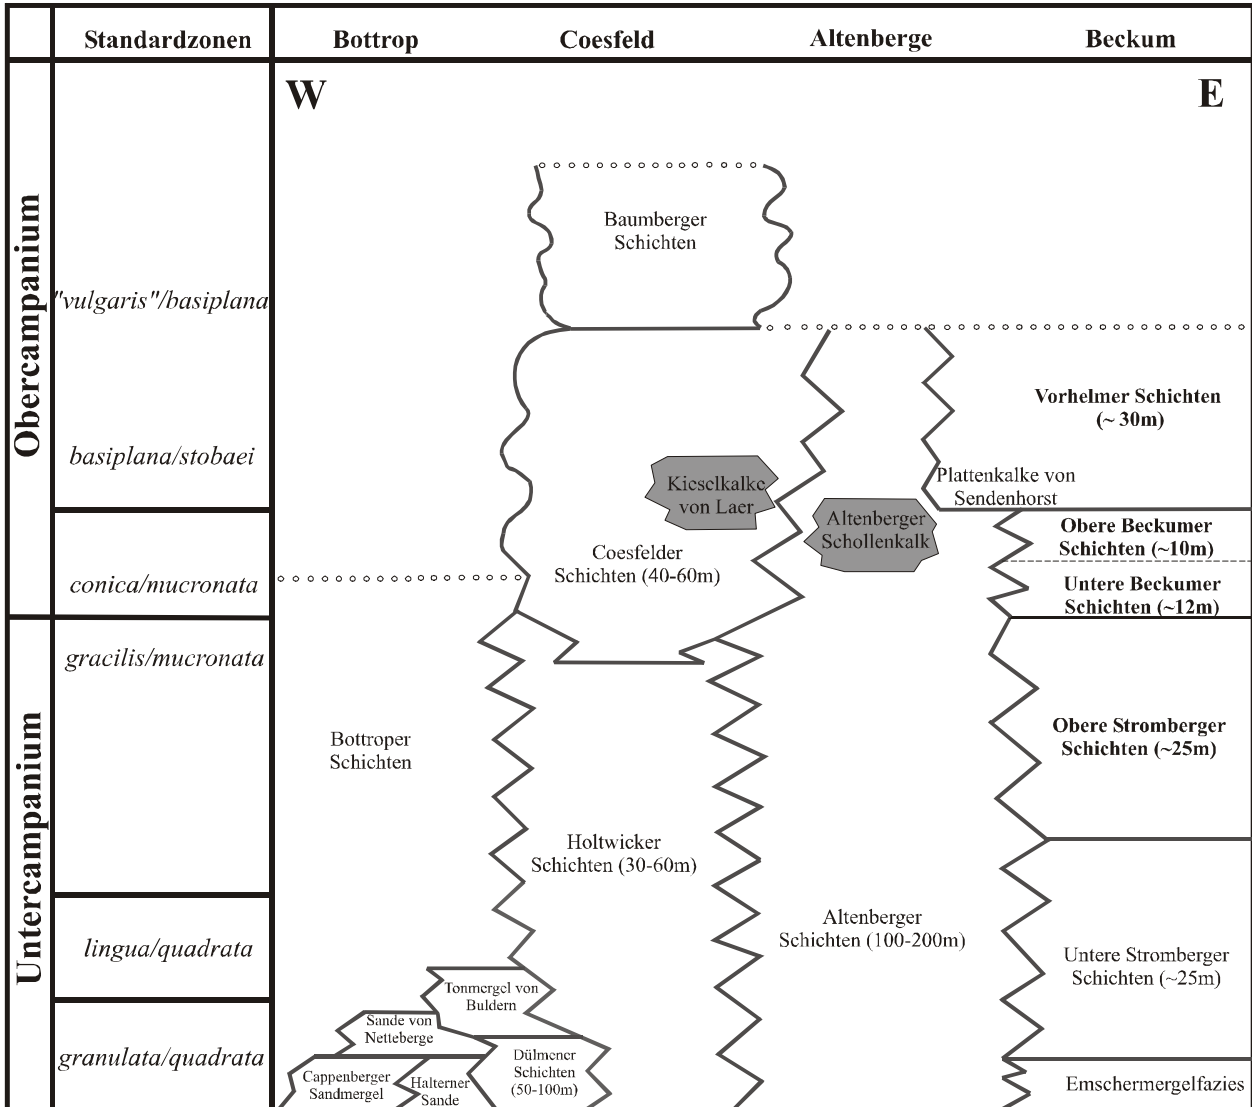 Standardzonen
Bottrop
Coesfeld
Altenberge
Beckum
W
E
Obercampanium
Untercampanium
"vulgaris"/basiplana
basiplana/stobaei
conica/mucronata
gracilis/mucronata
lingua/quadrata
granulata/quadrata
Baumberger
Schichten
Vorhelmer Schichten
(~ 30m)
Plattenkalke von
Sendenhorst
Kieselkalke
von Laer
Altenberger
Schollenkalk
Obere Beckumer
Schichten (~10m)
Coesfelder
Schichten (40-60m)
Untere Beckumer
Schichten (~12m)
Bottroper
Schichten
Obere Stromberger
Schichten (~25m)
Holtwicker
Schichten (30-60m)
Altenberger
Schichten (100-200m)
Untere Stromberger
Schichten (~25m)
Tonmergel von
Buldern
Sande von
Netteberge
Cappenberger
Sandmergel
Halterner
Sande
Dülmener
Schichten
(50-100m)
Emschermergelfazies